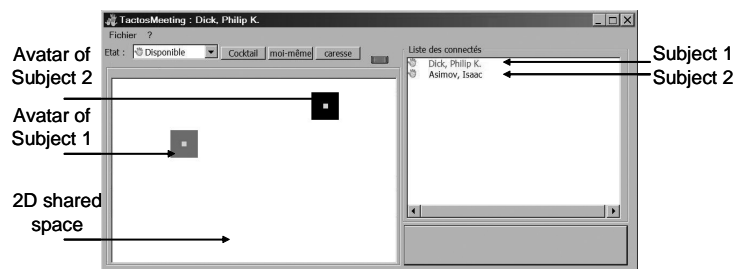 TactosMeeting : Dick, Philip K.
Fichier ?
Etat : Disponible Cocktail moi-même caresse
Liste des connectés
Dick, Philip K.
Asimov, Isaac
Avatar of
Subject 2
Avatar of
Subject 1
2D shared
space
Subject 1
Subject 2